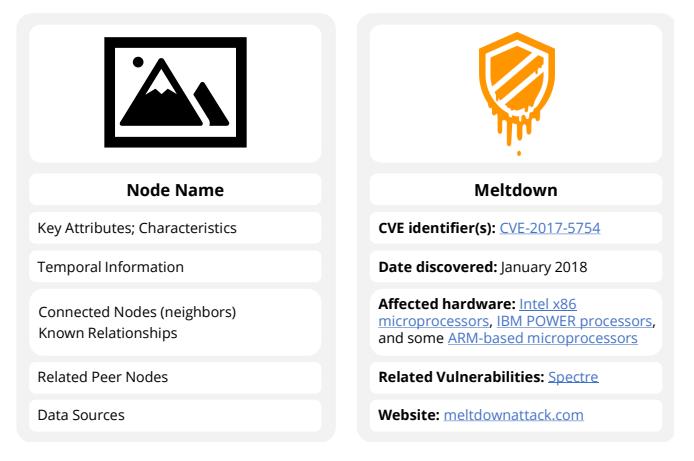 Node Name
Key Attributes; Characteristics
Temporal Information
Connected Nodes (neighbors)
Known Relationships
Related Peer Nodes
Data Sources
Meltdown
CVE identifier(s): CVE-2017-5754
Date discovered: January 2018
Affected hardware: Intel x86
microprocessors, IBM POWER processors,
and some ARM-based microprocessors
Related Vulnerabilities: Spectre
Website: meltdownattack.com